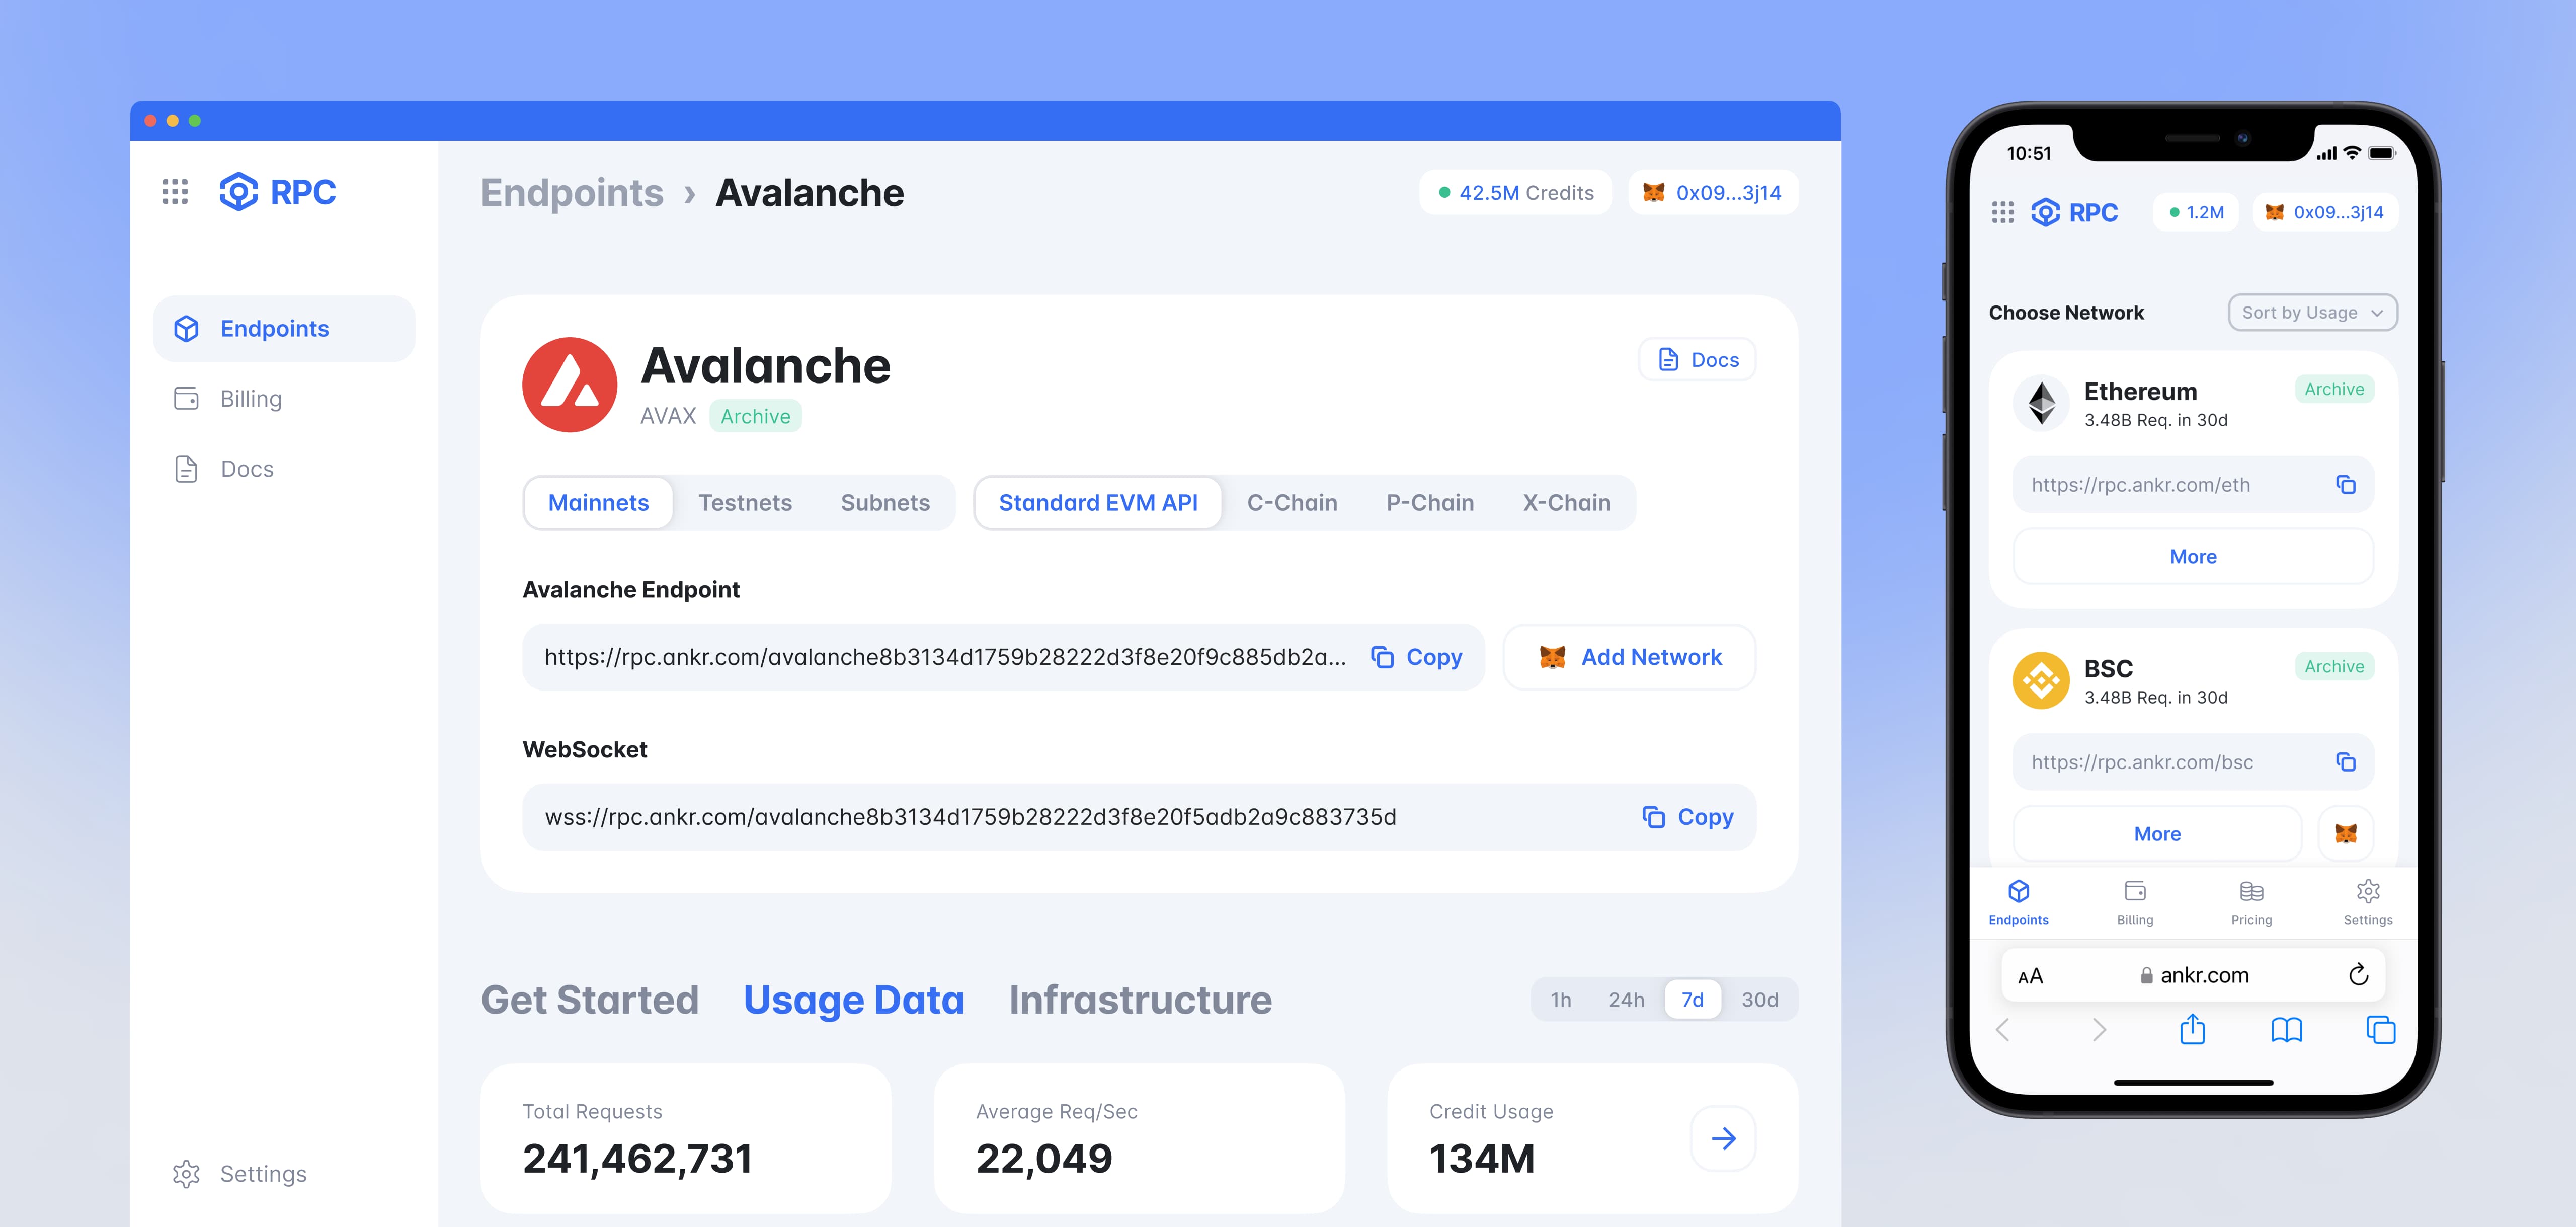 RPC
Endpoints
Billing
Docs
Settings
Endpoints › Avalanche
42.5M Credits
0x09...3j14
Avalanche
AVAX Archive
Docs
Mainnets Testnets Subnets
Standard EVM API C-Chain P-Chain X-Chain
Avalanche Endpoint
https://rpc.ankr.com/avalanche8b3134d1759b28222d3f8e20f9c885db2a... Copy
Add Network
WebSocket
wss://rpc.ankr.com/avalanche8b3134d1759b28222d3f8e20f5adb2a9c883735d Copy
Get Started Usage Data Infrastructure
1h 24h 7d 30d
Total Requests
241,462,731
Average Req/Sec
22,049
Credit Usage
134M
10:51
RPC
1.2M
0x09...3j14
Choose Network
Sort by Usage
Ethereum
Archive
3.48B Req. in 30d
https://rpc.ankr.com/eth
More
BSC
Archive
3.48B Req. in 30d
https://rpc.ankr.com/bsc
More
Endpoints Billing Pricing Settings
AA ankr.com